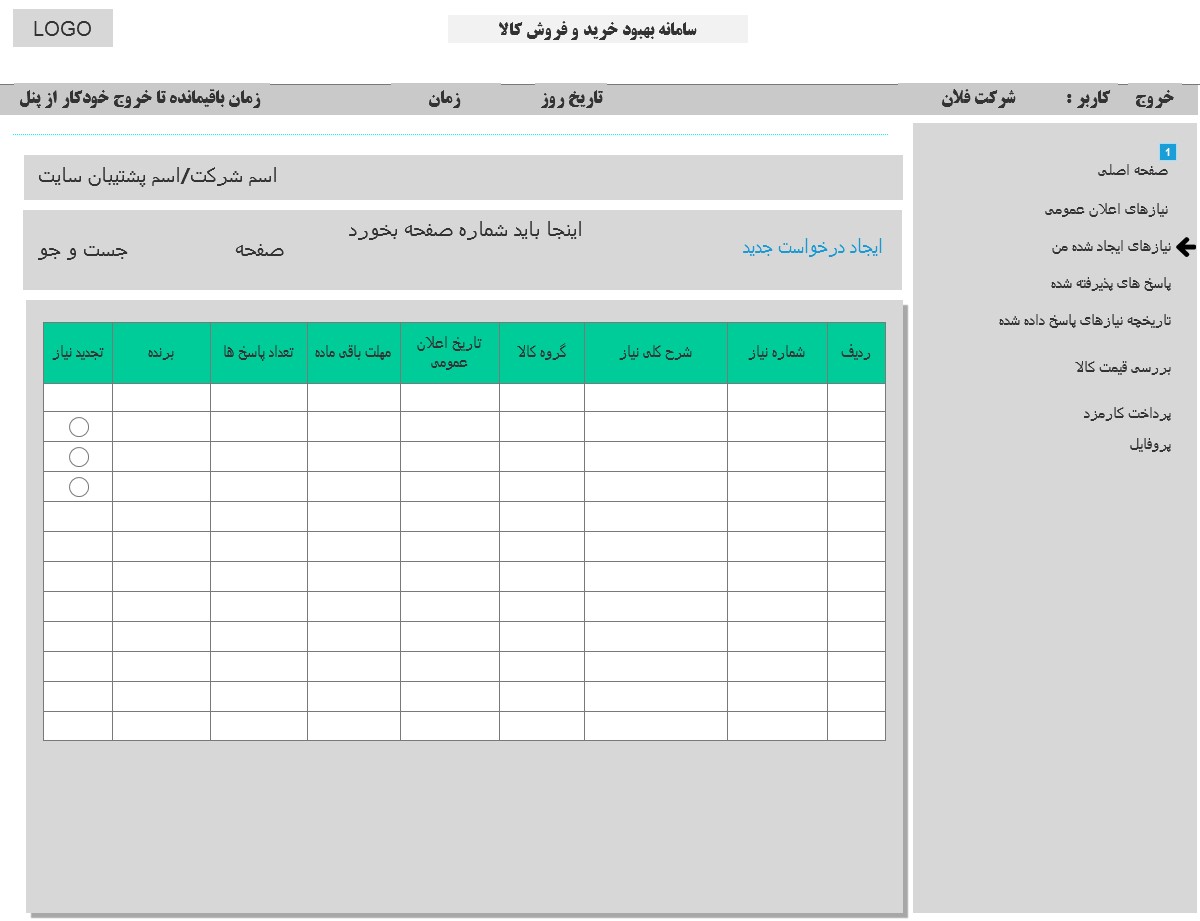 LOGO
سامانه بهبود خرید و فروش کالا
خروج
کاربر :
شرکت فلان
تاریخ روز
زمان
زمان باقیمانده تا خروج خودکار از پنل
1
صفحه اصلی
نیازهای اعلان عمومی
نیازهای ایجاد شده من
پاسخ های پذیرفته شده
تاریخچه نیازهای پاسخ داده شده
بررسی قیمت کالا
پرداخت کارمزد
پروفایل
اسم شرکت/اسم پشتیبان سایت
ایجاد درخواست جدید
اینجا باید شماره صفحه بخورد
صفحه
جست و جو
ردیف
شماره نیاز
شرح کلی نیاز
گروه کالا
تاریخ اعلان
عمومی
مهلت باقی ماده
تعداد پاسخ ها
برنده
تجدید نیاز